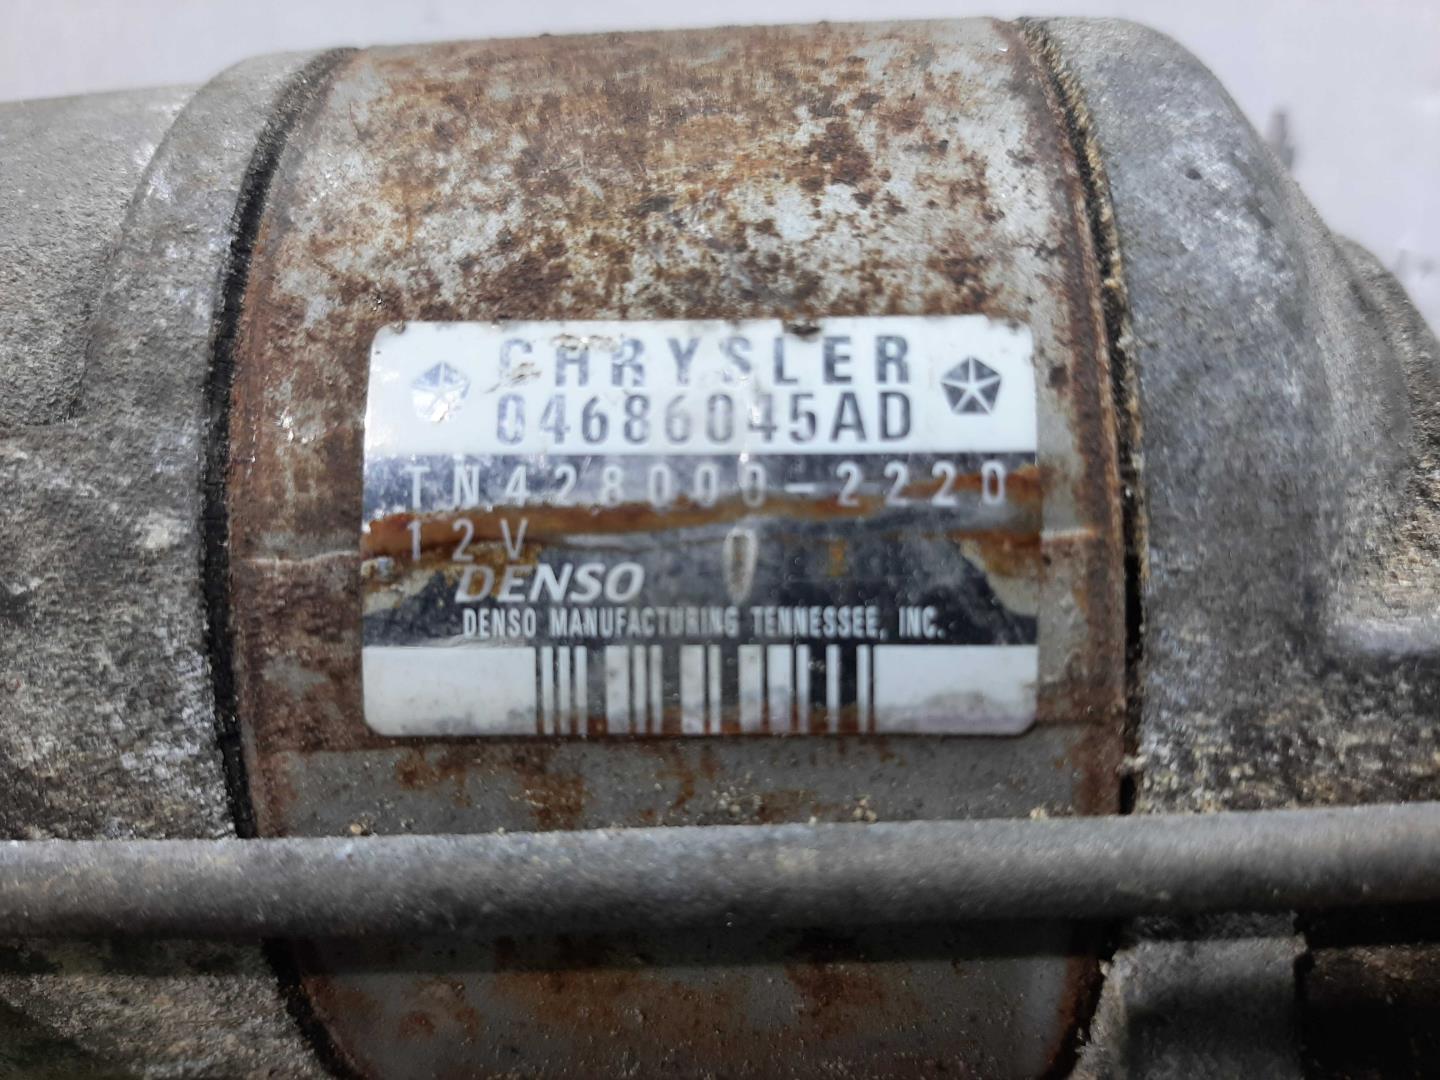 CHRYSLER
04686045AD
TN428000-2220
12V
DENSO
DENSO MANUFACTURING TENNESSEE, INC.